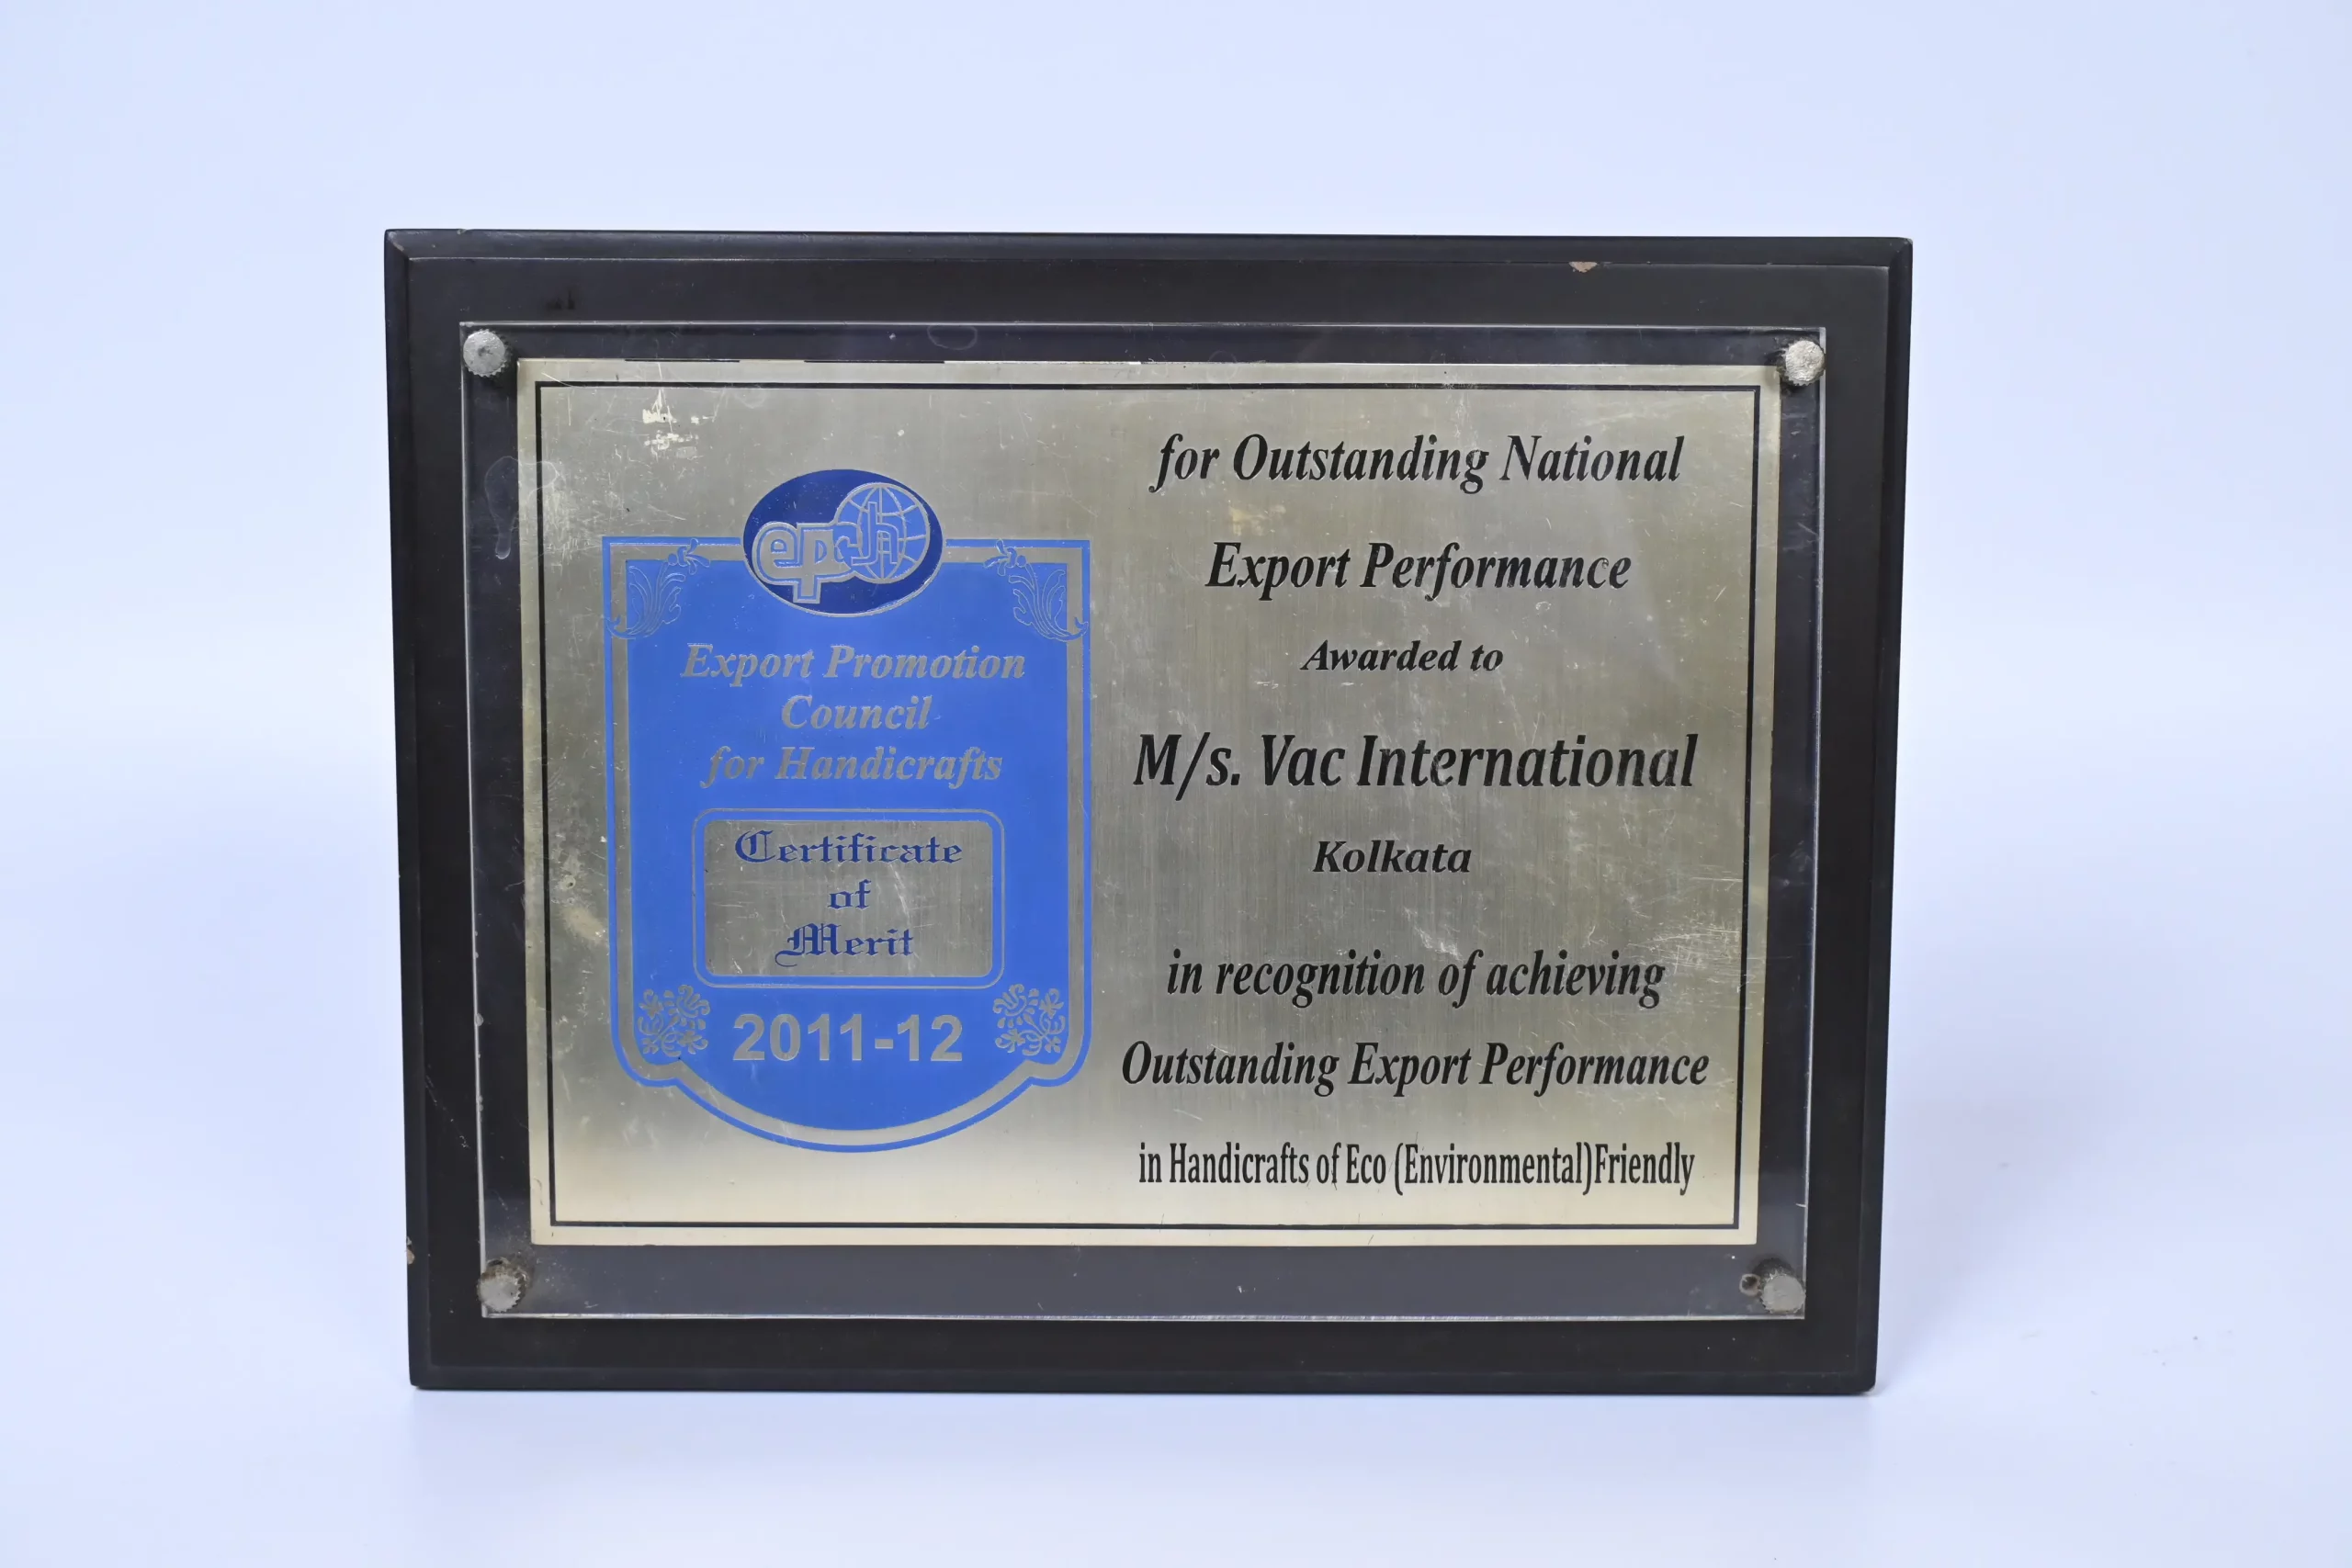 epch
Export Promotion
Council
for Handicrafts
Certificate
of
Merit
2011-12
for Outstanding National
Export Performance
Awarded to
M/s. Vac International
Kolkata
in recognition of achieving
Outstanding Export Performance
in Handicrafts of Eco (Environmental)Friendly